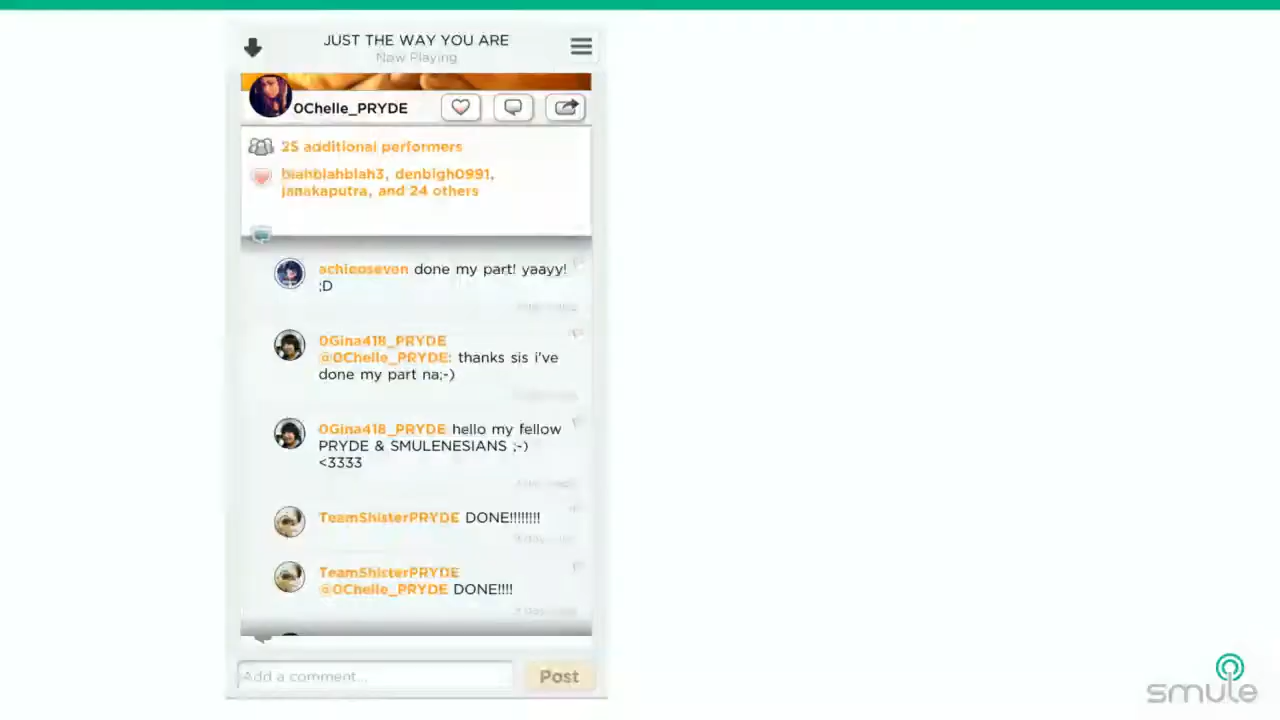 JUST THE WAY YOU ARE
Now Playing
0Chelle_PRYDE
25 additional performers
blahblahblah3, denbigh0991,
janakaputra, and 24 others
achicoseven done my part! yaayy!
;D
0Gina418_PRYDE
@0Chelle_PRYDE: thanks sis i've
done my part na;-)
0Gina418_PRYDE hello my fellow
PRYDE & SMULENESIANS ;-)
<3333
TeamShisterPRYDE DONE!!!!!!!!
TeamShisterPRYDE
@0Chelle_PRYDE DONE!!!!
Add a comment...
Post
smule